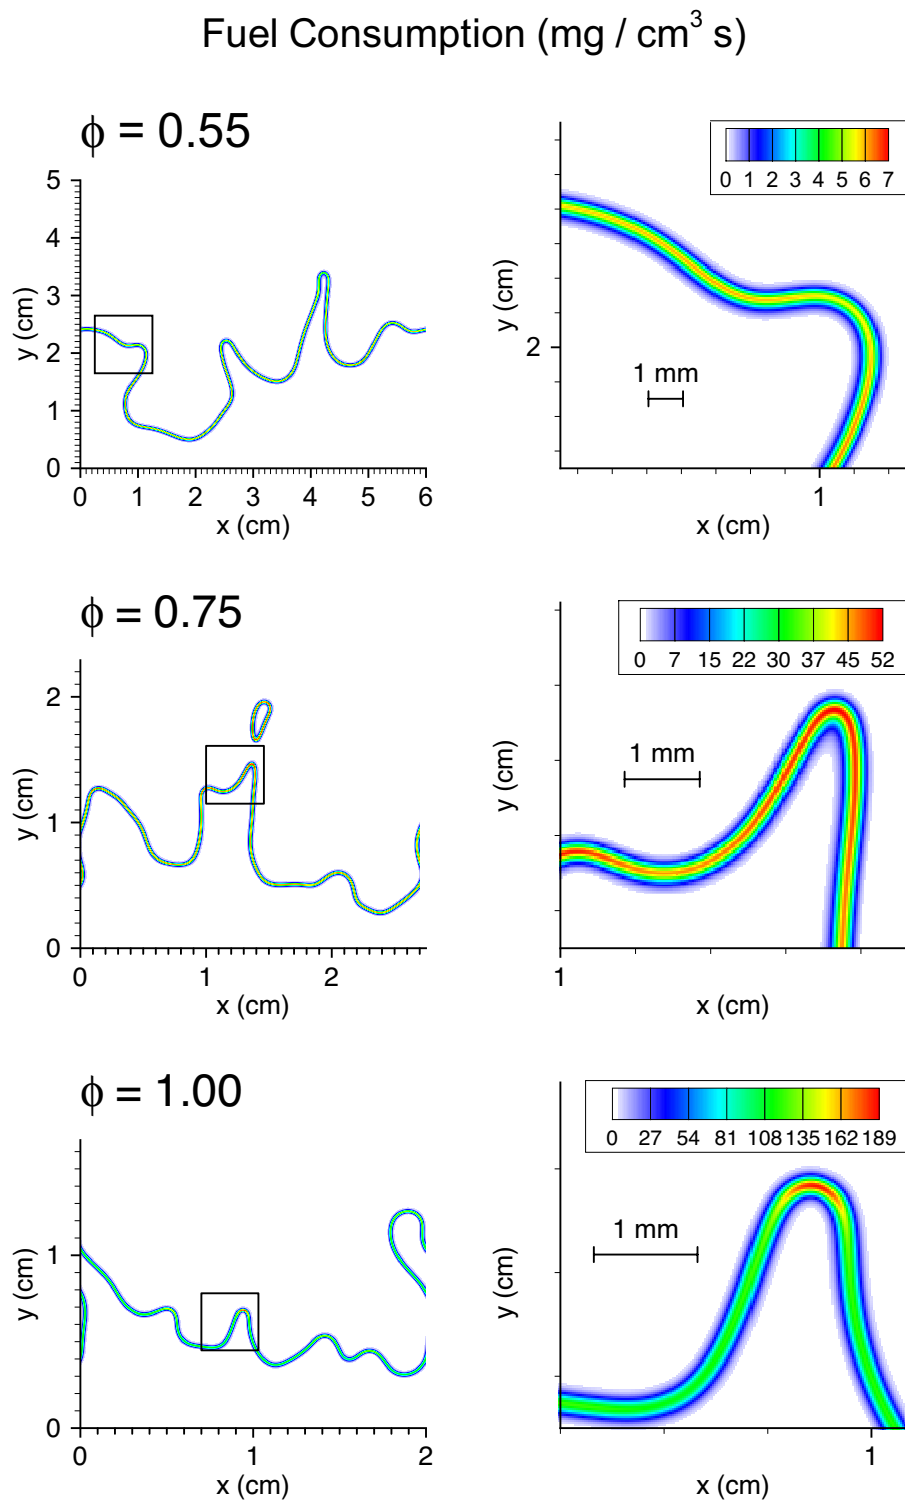 Fuel Consumption (mg / cm³ s)
ϕ = 0.55
5
4
3
2
1
0
y (cm)
0 1 2 3 4 5 6
x (cm)
0 1 2 3 4 5 6 7
y (cm)
2
1 mm
1
x (cm)
ϕ = 0.75
2
1
0
y (cm)
0 1 2
x (cm)
0 7 15 22 30 37 45 52
1 mm
y (cm)
1
x (cm)
ϕ = 1.00
1
0
y (cm)
0 1 2
x (cm)
0 27 54 81 108 135 162 189
1 mm
y (cm)
1
x (cm)